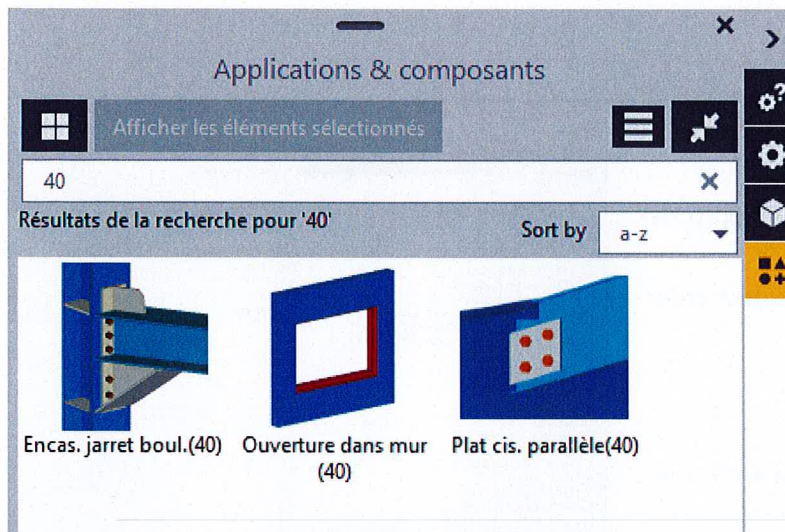 Applications & composants
Afficher les éléments sélectionnés
40
Résultats de la recherche pour '40'
Sort by
a-z
Encas. jarret boul.(40)
Ouverture dans mur
(40)
Plat cis. parallèle(40)